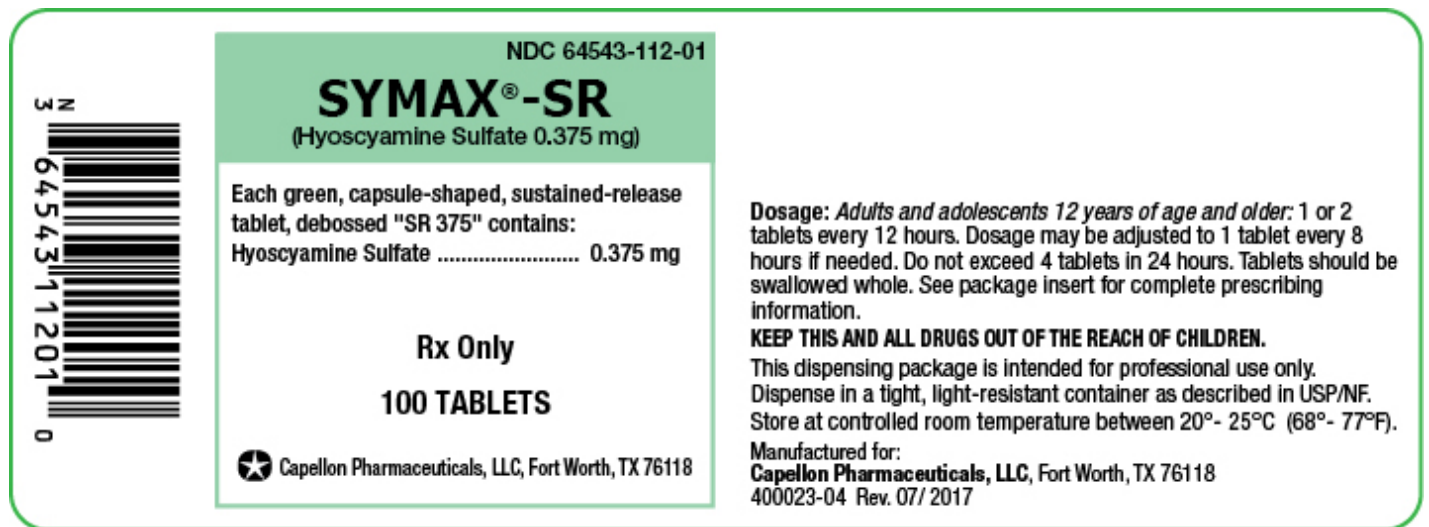 NDC 64543-112-01
SYMAX®-SR
(Hyoscyamine Sulfate 0.375 mg)
Each green, capsule-shaped, sustained-release
tablet, debossed "SR 375" contains:
Hyoscyamine Sulfate ........................ 0.375 mg
Rx Only
100 TABLETS
Capellon Pharmaceuticals, LLC, Fort Worth, TX 76118
N
3 64543 11201 0
Dosage: Adults and adolescents 12 years of age and older: 1 or 2
tablets every 12 hours. Dosage may be adjusted to 1 tablet every 8
hours if needed. Do not exceed 4 tablets in 24 hours. Tablets should be
swallowed whole. See package insert for complete prescribing
information.
KEEP THIS AND ALL DRUGS OUT OF THE REACH OF CHILDREN.
This dispensing package is intended for professional use only.
Dispense in a tight, light-resistant container as described in USP/NF.
Store at controlled room temperature between 20°- 25°C (68°- 77°F).
Manufactured for:
Capellon Pharmaceuticals, LLC, Fort Worth, TX 76118
400023-04 Rev. 07/ 2017